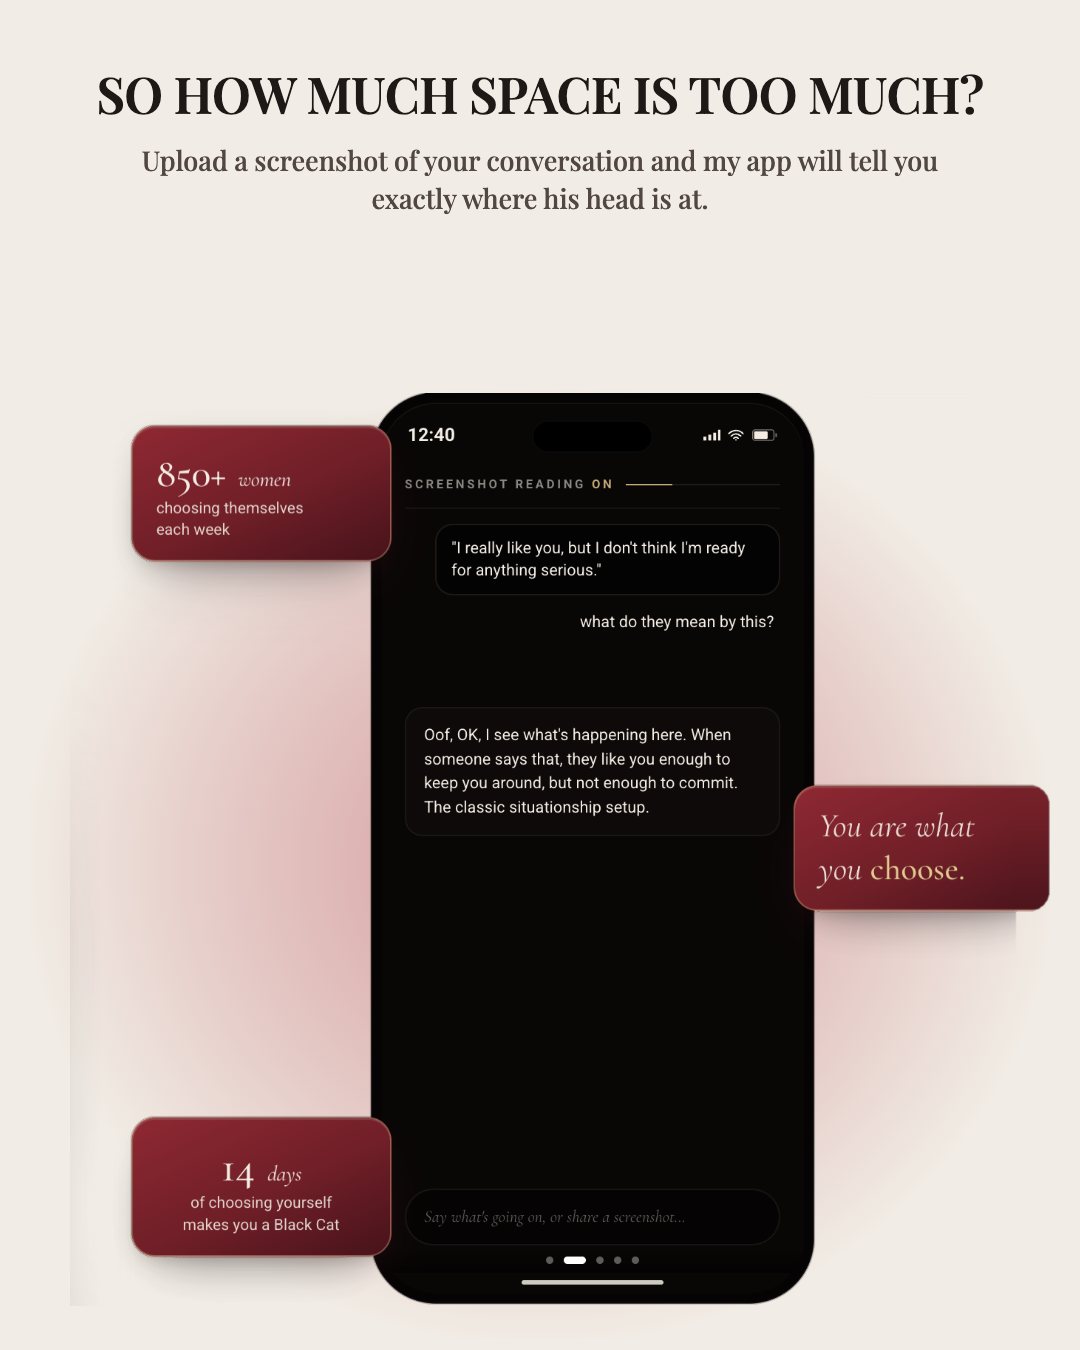 SO HOW MUCH SPACE IS TOO MUCH?
Upload a screenshot of your conversation and my app will tell you
exactly where his head is at.
12:40
850+ women
choosing themselves
each week
SCREENSHOT READING ON
"I really like you, but I don't think I'm ready
for anything serious."
what do they mean by this?
Oof, OK, I see what's happening here. When
someone says that, they like you enough to
keep you around, but not enough to commit.
The classic situationship setup.
You are what
you choose.
14 days
of choosing yourself
makes you a Black Cat
Say what's going on, or share a screenshot...